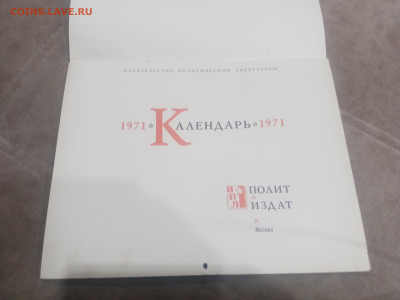 COINS.LAVE.RU
ИЗДАТЕЛЬСТВО ПОЛИТИЧЕСКОЙ ЛИТЕРАТУРЫ
1971 * КАЛЕНДАРЬ * 1971
ПОЛИТ
ИЗДАТ
Москва